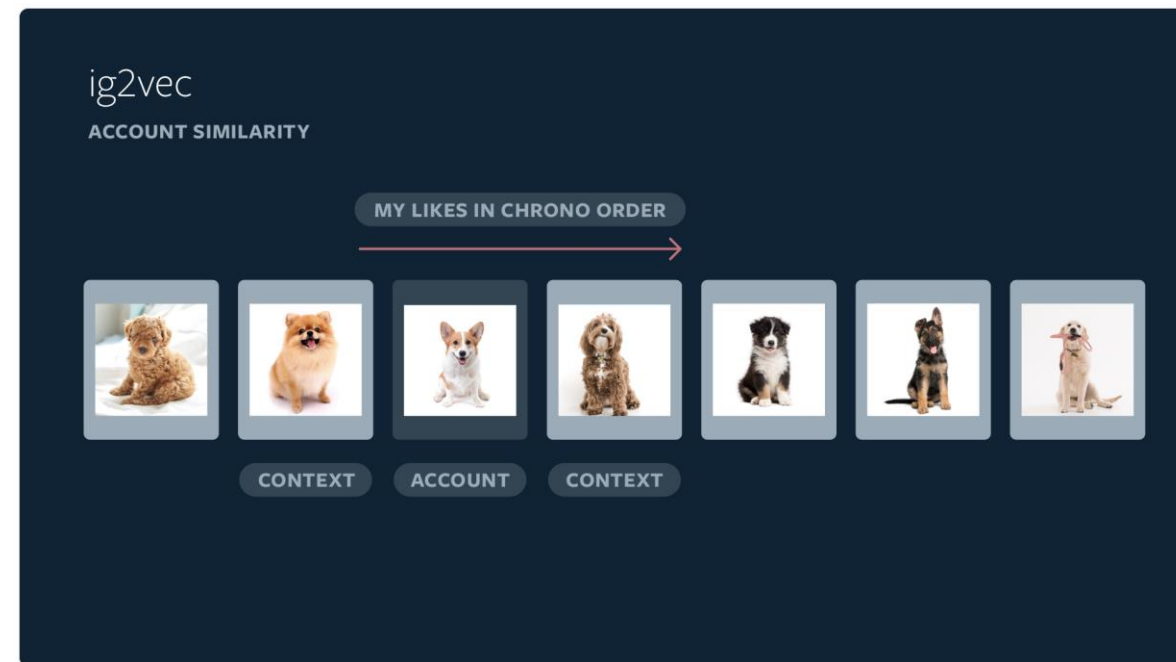 ig2vec
ACCOUNT SIMILARITY
MY LIKES IN CHRONO ORDER
CONTEXT
ACCOUNT
CONTEXT